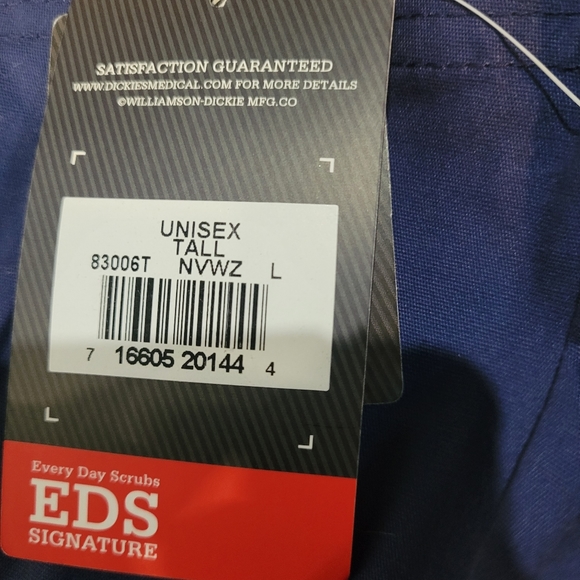 SATISFACTION GUARANTEED
WWW.DICKIESMEDICAL.COM FOR MORE DETAILS
©WILLIAMSON-DICKIE MFG.CO
UNISEX
TALL
83006T NVWZ L
7 16605 20144 4
Every Day Scrubs
EDS
SIGNATURE